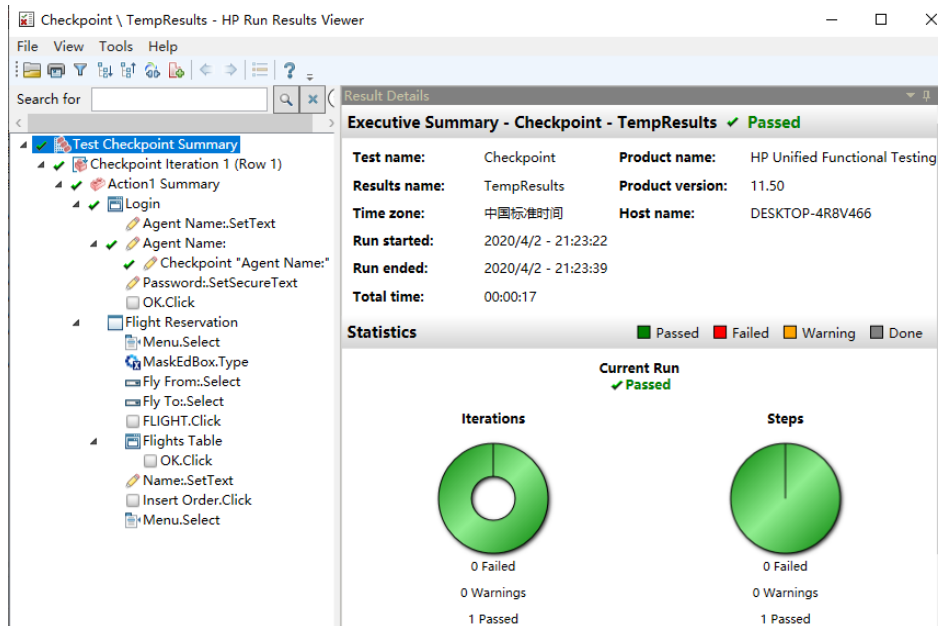 Checkpoint \ TempResults - HP Run Results Viewer
File View Tools Help
Search for
Test Checkpoint Summary
Checkpoint Iteration 1 (Row 1)
Action1 Summary
Login
Agent Name:.SetText
Agent Name:
Checkpoint "Agent Name:"
Password:.SetSecureText
OK.Click
Flight Reservation
Menu.Select
MaskEdBox.Type
Fly From:.Select
Fly To:.Select
FLIGHT.Click
Flights Table
OK.Click
Name:.SetText
Insert Order.Click
Menu.Select
Result Details
Executive Summary - Checkpoint - TempResults ✔ Passed
Test name: Checkpoint Product name: HP Unified Functional Testing
Results name: TempResults Product version: 11.50
Time zone: 中国标准时间 Host name: DESKTOP-4R8V466
Run started: 2020/4/2 - 21:23:22
Run ended: 2020/4/2 - 21:23:39
Total time: 00:00:17
Statistics Passed Failed Warning Done
Current Run
✔ Passed
Iterations Steps
0 Failed 0 Failed
0 Warnings 0 Warnings
1 Passed 1 Passed